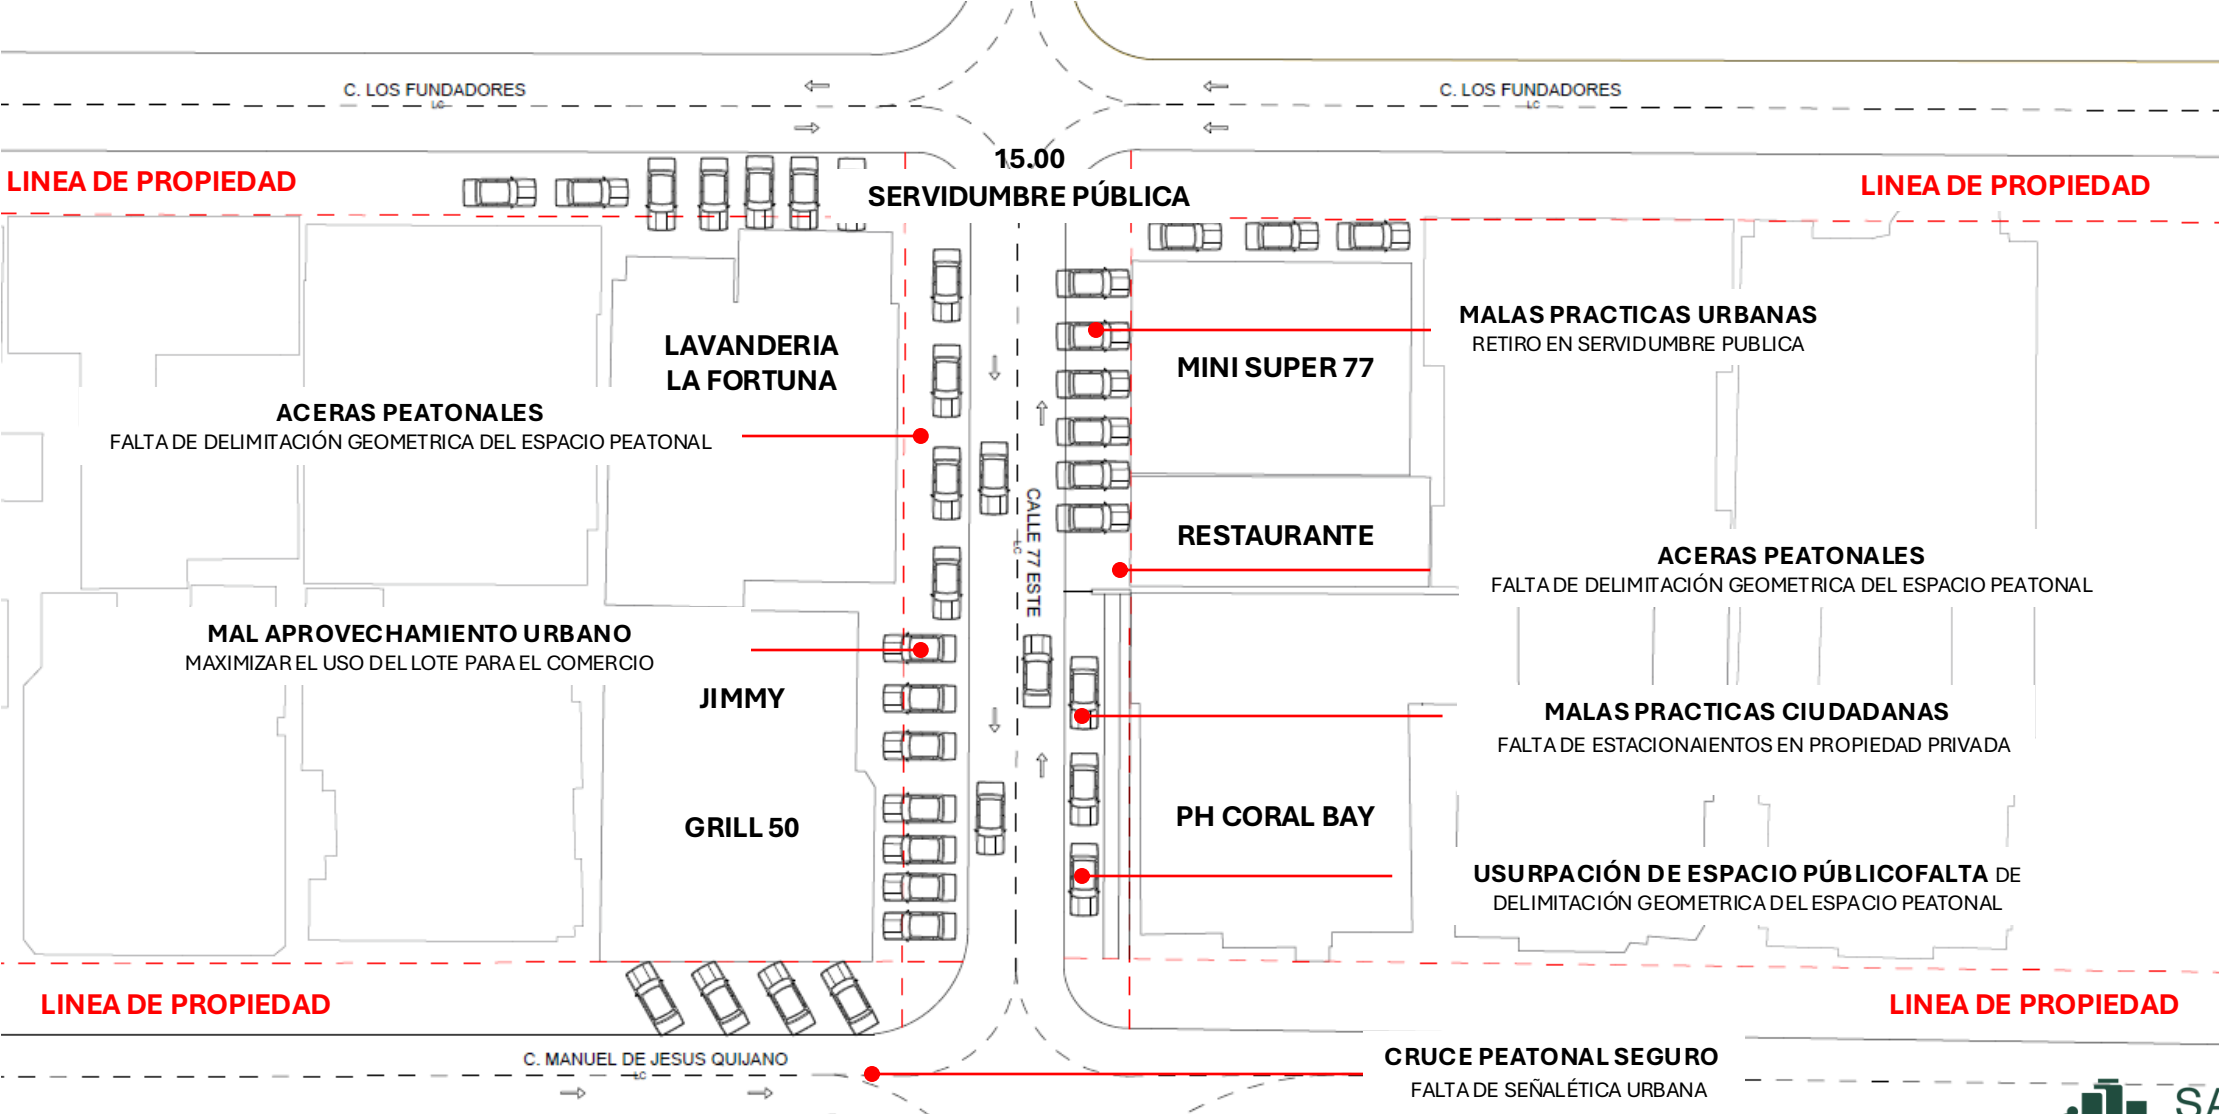 C. LOS FUNDADORES
LC
C. LOS FUNDADORES
LC
15.00
SERVIDUMBRE PÚBLICA
LINEA DE PROPIEDAD
LINEA DE PROPIEDAD
LAVANDERIA
LA FORTUNA
MINI SUPER 77
MALAS PRACTICAS URBANAS
RETIRO EN SERVIDUMBRE PUBLICA
ACERAS PEATONALES
FALTA DE DELIMITACIÓN GEOMETRICA DEL ESPACIO PEATONAL
CALLE 77 ESTE
LC
RESTAURANTE
ACERAS PEATONALES
FALTA DE DELIMITACIÓN GEOMETRICA DEL ESPACIO PEATONAL
MAL APROVECHAMIENTO URBANO
MAXIMIZAR EL USO DEL LOTE PARA EL COMERCIO
JIMMY
MALAS PRACTICAS CIUDADANAS
FALTA DE ESTACIONAIENTOS EN PROPIEDAD PRIVADA
GRILL 50
PH CORAL BAY
USURPACIÓN DE ESPACIO PÚBLICOFALTA DE
DELIMITACIÓN GEOMETRICA DEL ESPACIO PEATONAL
LINEA DE PROPIEDAD
LINEA DE PROPIEDAD
C. MANUEL DE JESUS QUIJANO
LC
CRUCE PEATONAL SEGURO
FALTA DE SEÑALÉTICA URBANA